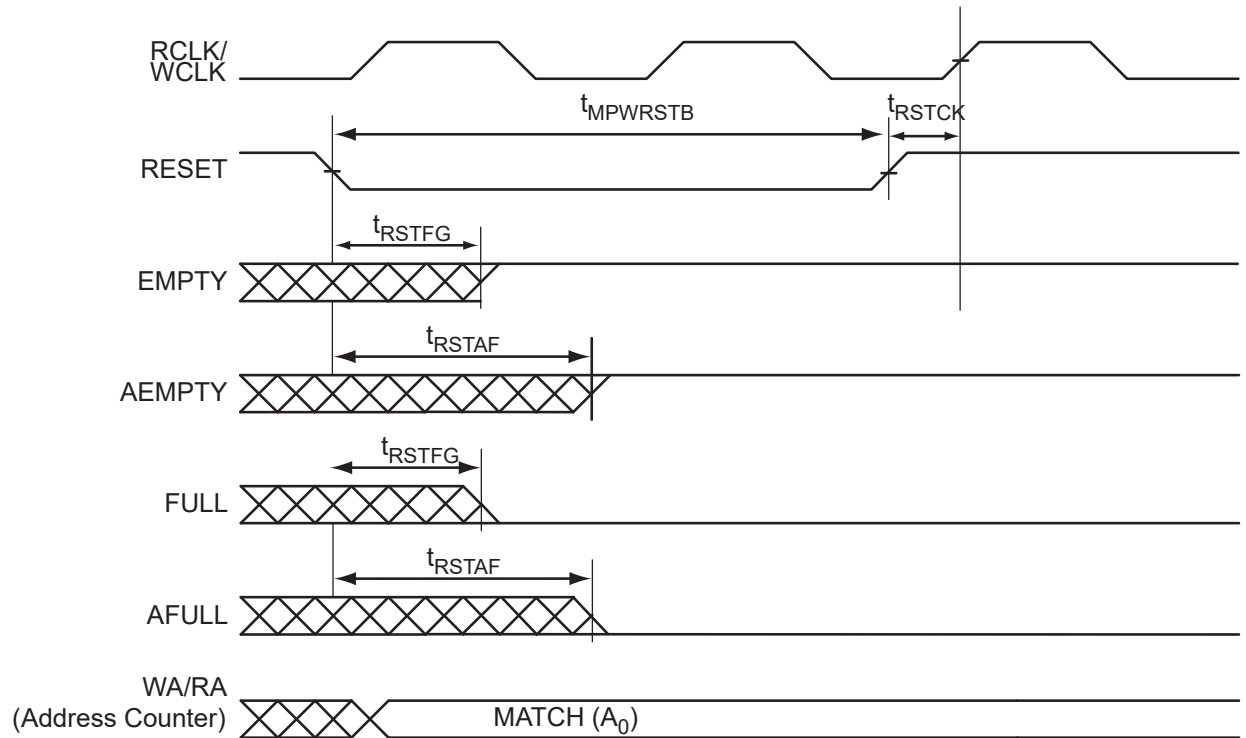 RCLK/
WCLK
tMPWRSTB
tRSTCK
RESET
tRSTFG
EMPTY
tRSTAF
AEMPTY
tRSTFG
FULL
tRSTAF
AFULL
WA/RA
(Address Counter)
MATCH (A0)